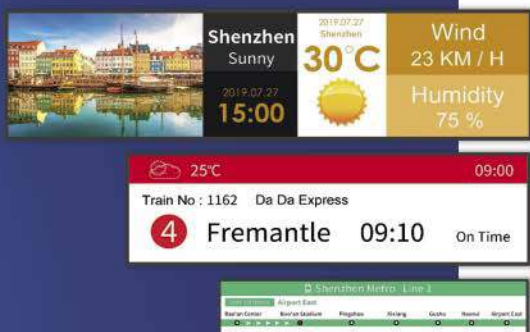 Shenzhen
Sunny
2019.07.27
15:00
2019.07.27
Shenzhen
30°C
Wind
23 KM / H
Humidity
75 %
25℃
09:00
Train No : 1162 Da Da Express
4 Fremantle 09:10 On Time
Shenzhen Metro Line 1
Airport East
Bao'an Center Bao'an Stadium Pingzhou Xixiang Gushu Airport East